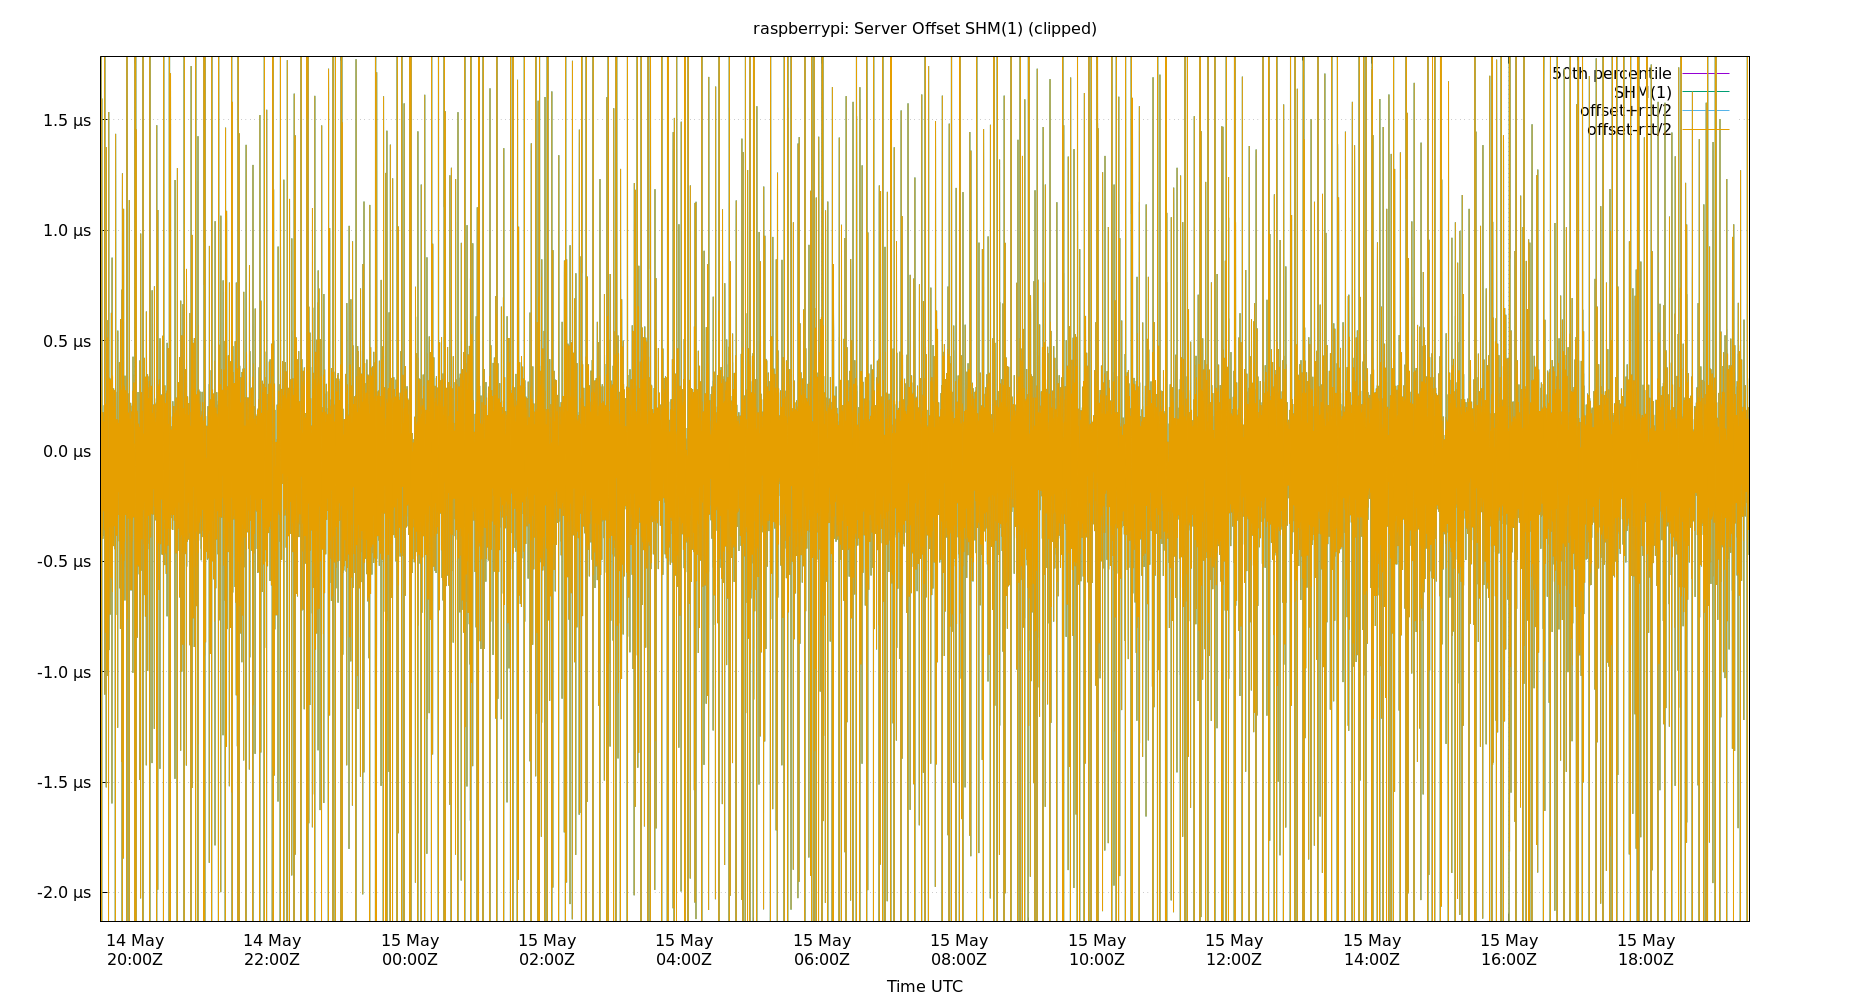 raspberrypi: Server Offset SHM(1) (clipped)
50th percentile
SHM(1)
offset+rtt/2
offset-rtt/2
1.5 µs
1.0 µs
0.5 µs
0.0 µs
-0.5 µs
-1.0 µs
-1.5 µs
-2.0 µs
14 May 14 May 15 May 15 May 15 May 15 May 15 May 15 May 15 May 15 May 15 May 15 May
20:00Z 22:00Z 00:00Z 02:00Z 04:00Z 06:00Z 08:00Z 10:00Z 12:00Z 14:00Z 16:00Z 18:00Z
Time UTC